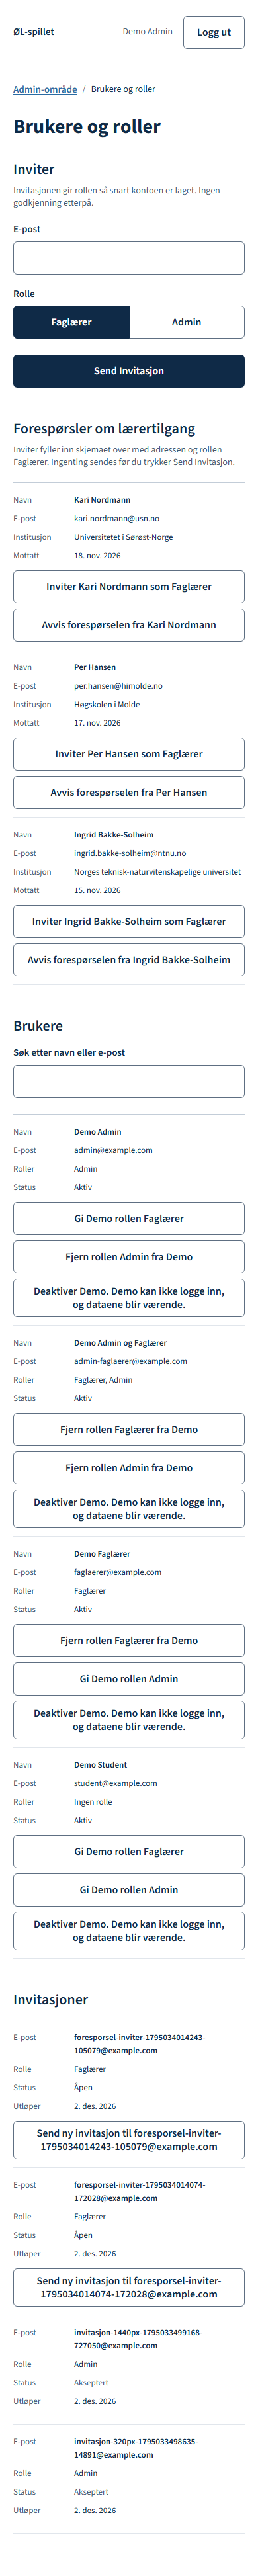 ØL-spillet
Demo Admin
Logg ut
Admin-område / Brukere og roller
Brukere og roller
Inviter
Invitasjonen gir rollen så snart kontoen er laget. Ingen
godkjenning etterpå.
E-post
Rolle
Faglærer
Admin
Send Invitasjon
Forespørsler om lærertilgang
Inviter fyller inn skjemaet over med adressen og rollen
Faglærer. Ingenting sendes før du trykker Send Invitasjon.
Navn Kari Nordmann
E-post kari.nordmann@usn.no
Institusjon Universitetet i Sørøst-Norge
Mottatt 18. nov. 2026
Inviter Kari Nordmann som Faglærer
Avvis forespørselen fra Kari Nordmann
Navn Per Hansen
E-post per.hansen@himolde.no
Institusjon Høgskolen i Molde
Mottatt 17. nov. 2026
Inviter Per Hansen som Faglærer
Avvis forespørselen fra Per Hansen
Navn Ingrid Bakke-Solheim
E-post ingrid.bakke-solheim@ntnu.no
Institusjon Norges teknisk-naturvitenskapelige universitet
Mottatt 15. nov. 2026
Inviter Ingrid Bakke-Solheim som Faglærer
Avvis forespørselen fra Ingrid Bakke-Solheim
Brukere
Søk etter navn eller e-post
Navn Demo Admin
E-post admin@example.com
Roller Admin
Status Aktiv
Gi Demo rollen Faglærer
Fjern rollen Admin fra Demo
Deaktiver Demo. Demo kan ikke logge inn,
og dataene blir værende.
Navn Demo Admin og Faglærer
E-post admin-faglaerer@example.com
Roller Faglærer, Admin
Status Aktiv
Fjern rollen Faglærer fra Demo
Fjern rollen Admin fra Demo
Deaktiver Demo. Demo kan ikke logge inn,
og dataene blir værende.
Navn Demo Faglærer
E-post faglaerer@example.com
Roller Faglærer
Status Aktiv
Fjern rollen Faglærer fra Demo
Gi Demo rollen Admin
Deaktiver Demo. Demo kan ikke logge inn,
og dataene blir værende.
Navn Demo Student
E-post student@example.com
Roller Ingen rolle
Status Aktiv
Gi Demo rollen Faglærer
Gi Demo rollen Admin
Deaktiver Demo. Demo kan ikke logge inn,
og dataene blir værende.
Invitasjoner
E-post foresporsel-inviter-1795034014243-
105079@example.com
Rolle Faglærer
Status Åpen
Utløper 2. des. 2026
Send ny invitasjon til foresporsel-inviter-
1795034014243-105079@example.com
E-post foresporsel-inviter-1795034014074-
172028@example.com
Rolle Faglærer
Status Åpen
Utløper 2. des. 2026
Send ny invitasjon til foresporsel-inviter-
1795034014074-172028@example.com
E-post invitasjon-1440px-1795033499168-
727050@example.com
Rolle Admin
Status Akseptert
Utløper 2. des. 2026
E-post invitasjon-320px-1795033498635-
14891@example.com
Rolle Admin
Status Akseptert
Utløper 2. des. 2026